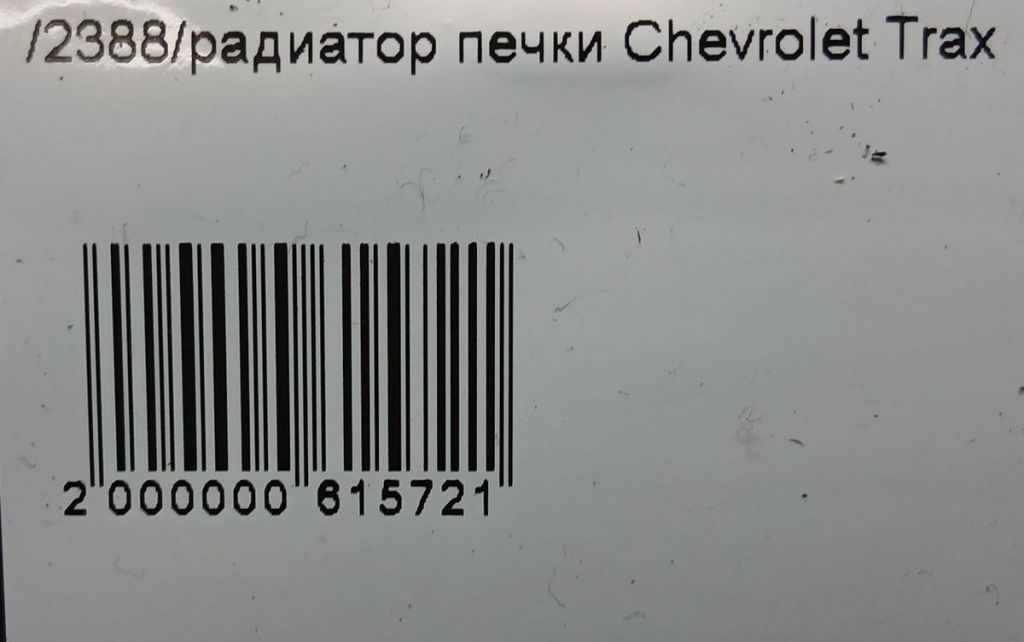 /2388/радиатор печки Chevrolet Trax
2 000000 615721